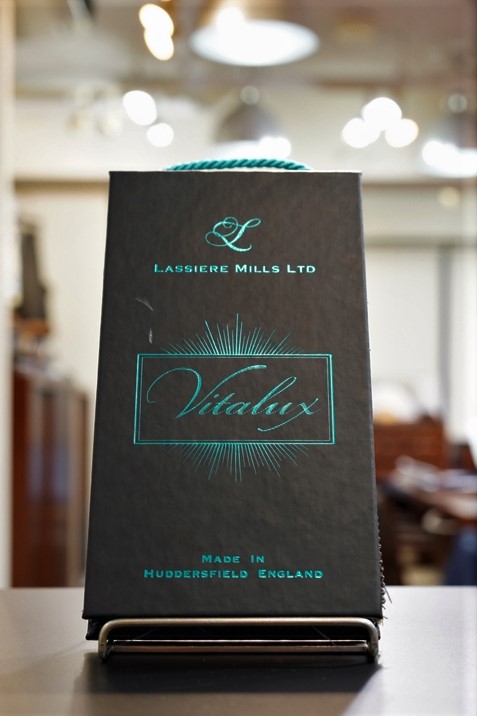 L
LASSIERE MILLS LTD
Vitalux
MADE IN
HUDDERSFIELD ENGLAND